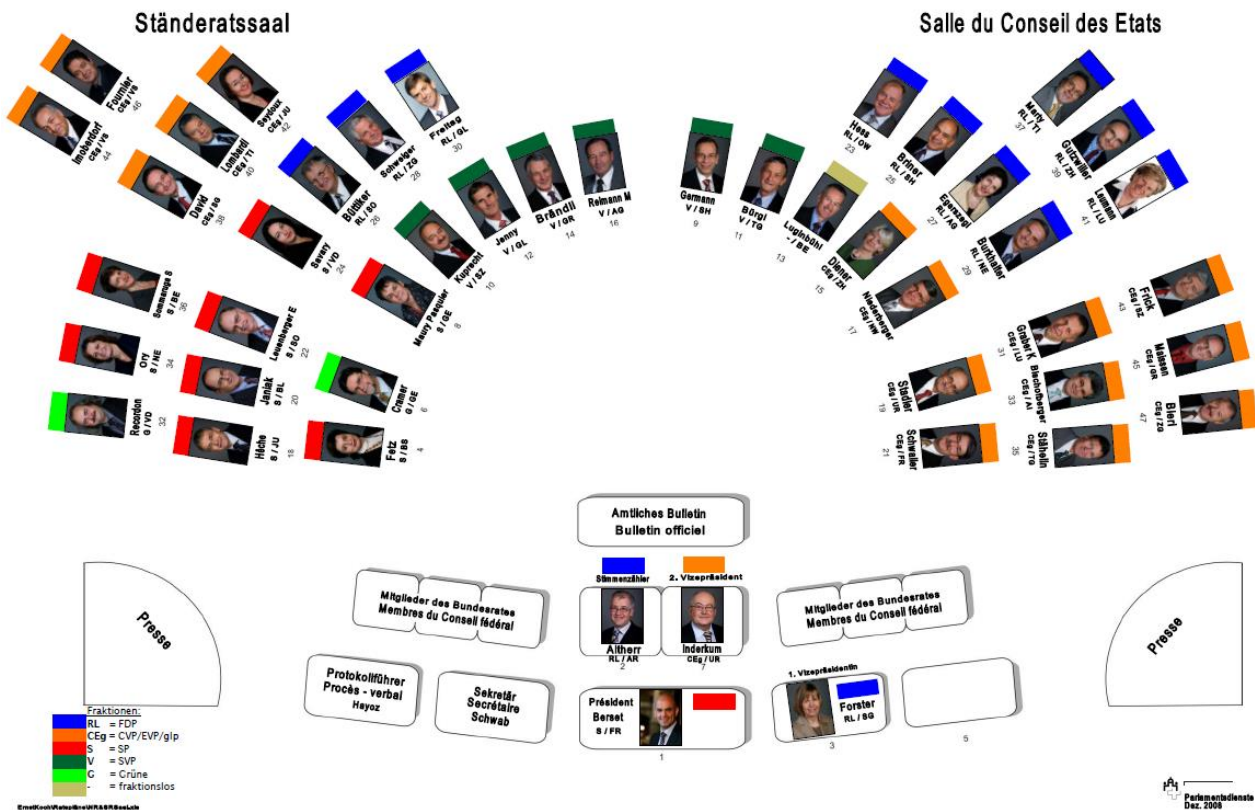 Ständeratssaal
Salle du Conseil des Etats
Fournier
CEg / VS
46
Imoberdorf
CEg / VS
44
Seydoux
CEg / JU
42
Lombardi
CEg / TI
40
David
CEg / SG
38
Freitag
RL / GL
30
Schweiger
RL / ZG
28
Büttiker
RL / SO
26
Savary
S / VD
24
Reimann M
V / AG
16
Brändli
V / GR
14
Jenny
V / GL
12
Kuprecht
V / SZ
10
Maury Pasquier
S / GE
8
Sommaruga S
S / BE
36
Ory
S / NE
34
Recordon
G / VD
32
Leuenberger E
S / SO
22
Janiak
S / BL
20
Hêche
S / JU
18
Cramer
G / GE
6
Fetz
S / BS
4
Germann
V / SH
9
Bürgi
V / TG
11
Luginbühl
- / BE
13
Diener
CEg / ZH
15
Niederberger
CEg / NW
17
Hess
RL / OW
23
Briner
RL / SH
25
Egerszegi
RL / AG
27
Burkhalter
RL / NE
29
Marty
RL / TI
37
Gutzwiller
RL / ZH
39
Leumann
RL / LU
41
Frick
CEg / SZ
43
Maissen
CEg / GR
45
Bieri
CEg / ZG
47
Graber K
CEg / LU
31
Bischofberger
CEg / AI
33
Stähelin
CEg / TG
35
Stadler
CEg / UR
19
Schwaller
CEg / FR
21
Amtliches Bulletin
Bulletin officiel
Stimmenzähler
2. Vizepräsident
Altherr
RL / AR
2
Inderkum
CEg / UR
7
Mitglieder des Bundesrates
Membres du Conseil fédéral
Mitglieder des Bundesrates
Membres du Conseil fédéral
Presse
Presse
Protokollführer
Procès - verbal
Hayoz
Sekretär
Secrétaire
Schwab
Président
Berset
S / FR
1
1. Vizepräsidentin
Forster
RL / SG
3
5
Fraktionen:
RL = FDP
CEg = CVP/EVP/glp
S = SP
V = SVP
G = Grüne
- = fraktionslos
Parlamentsdienste
Dez. 2008